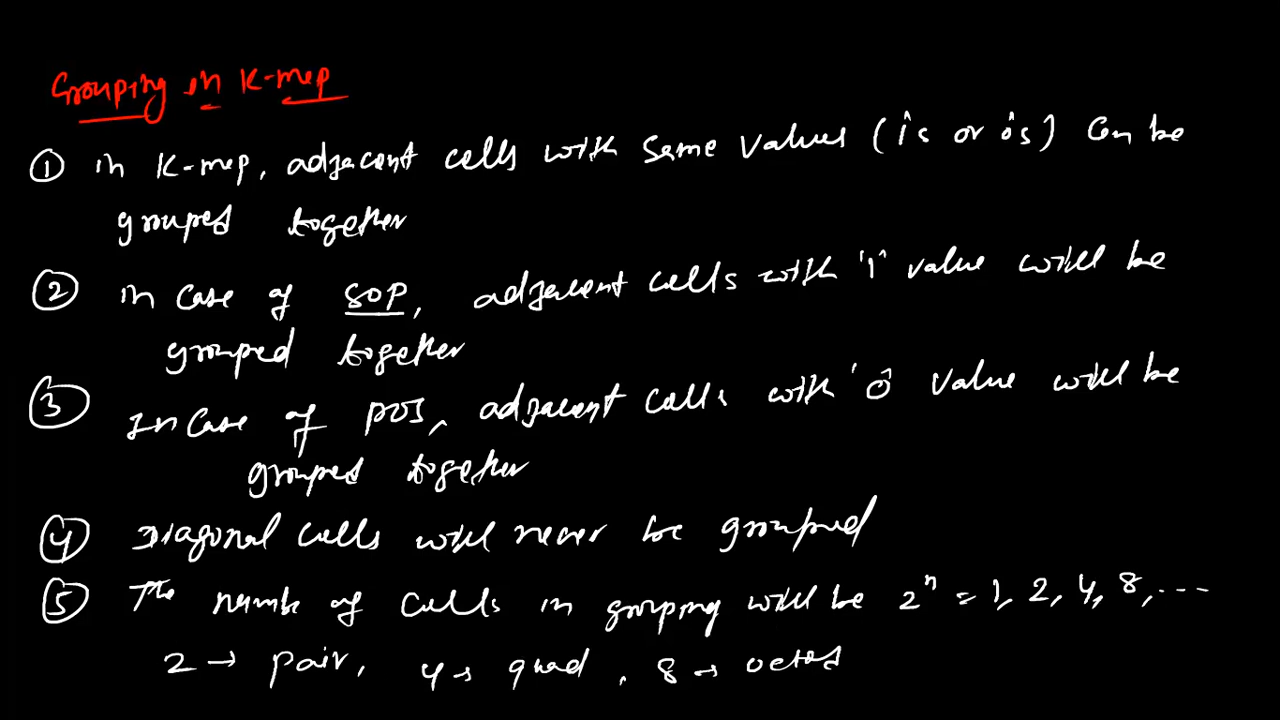 Grouping in K-map
① in K-map, adjacent cells with same values (1's or 0's) can be
grouped together
② in case of SOP, adjacent cells with '1' value will be
grouped together
③ In case of POS, adjacent cells with '0' value will be
grouped together
④ Diagonal cells will never be grouped
⑤ The number of cells in grouping will be 2ⁿ = 1, 2, 4, 8, ...
2 → pair, 4 → quad, 8 → octed